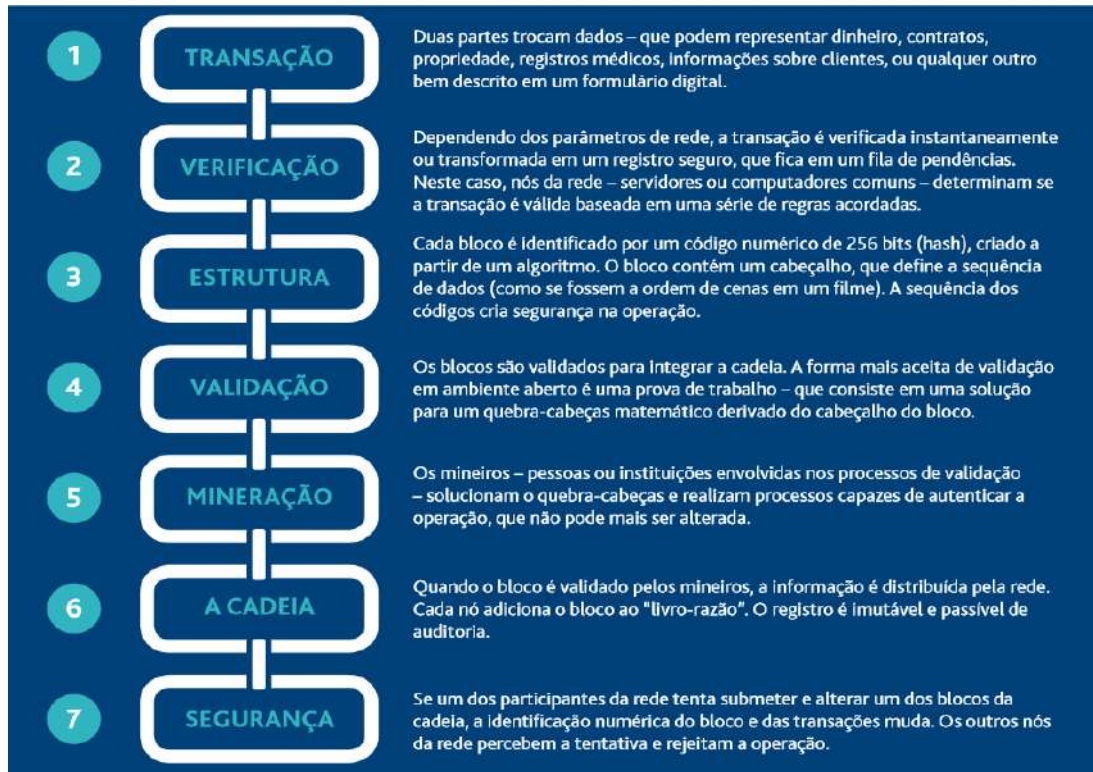 1
TRANSAÇÃO
Duas partes trocam dados – que podem representar dinheiro, contratos,
propriedade, registros médicos, informações sobre clientes, ou qualquer outro
bem descrito em um formulário digital.
2
VERIFICAÇÃO
Dependendo dos parâmetros de rede, a transação é verificada instantaneamente
ou transformada em um registro seguro, que fica em um fila de pendências.
Neste caso, nós da rede – servidores ou computadores comuns – determinam se
a transação é válida baseada em uma série de regras acordadas.
3
ESTRUTURA
Cada bloco é identificado por um código numérico de 256 bits (hash), criado a
partir de um algoritmo. O bloco contém um cabeçalho, que define a sequência
de dados (como se fossem a ordem de cenas em um filme). A sequência dos
códigos cria segurança na operação.
4
VALIDAÇÃO
Os blocos são validados para integrar a cadeia. A forma mais aceita de validação
em ambiente aberto é uma prova de trabalho – que consiste em uma solução
para um quebra-cabeças matemático derivado do cabeçalho do bloco.
5
MINERAÇÃO
Os mineiros – pessoas ou instituições envolvidas nos processos de validação
– solucionam o quebra-cabeças e realizam processos capazes de autenticar a
operação, que não pode mais ser alterada.
6
A CADEIA
Quando o bloco é validado pelos mineiros, a informação é distribuída pela rede.
Cada nó adiciona o bloco ao "livro-razão". O registro é imutável e passível de
auditoria.
7
SEGURANÇA
Se um dos participantes da rede tenta submeter e alterar um dos blocos da
cadeia, a identificação numérica do bloco e das transações muda. Os outros nós
da rede percebem a tentativa e rejeitam a operação.